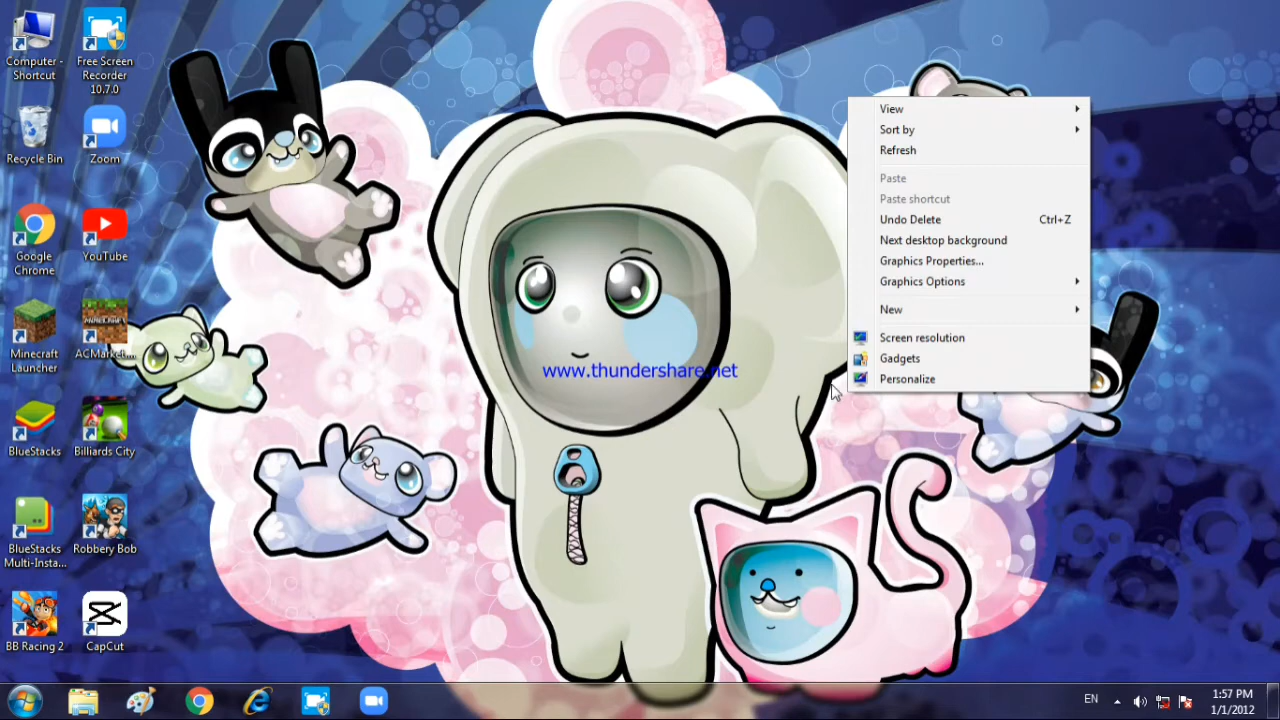 Computer -
Shortcut
Free Screen
Recorder
10.7.0
Recycle Bin
Zoom
Google
Chrome
YouTube
Minecraft
Launcher
ACMarket...
BlueStacks
Billiards City
BlueStacks
Multi-Insta...
Robbery Bob
BB Racing 2
CapCut
www.thundershare.net
View
Sort by
Refresh
Paste
Paste shortcut
Undo Delete Ctrl+Z
Next desktop background
Graphics Properties...
Graphics Options
New
Screen resolution
Gadgets
Personalize
EN
1:57 PM
1/1/2012